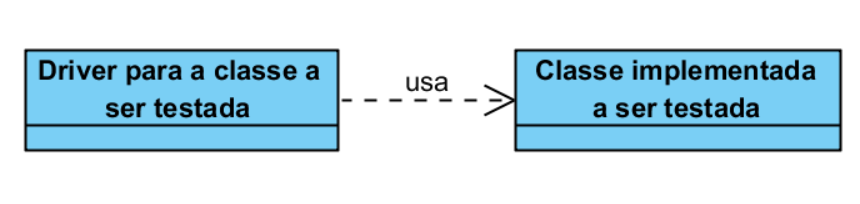 Driver para a classe a
ser testada
usa
Classe implementada
a ser testada